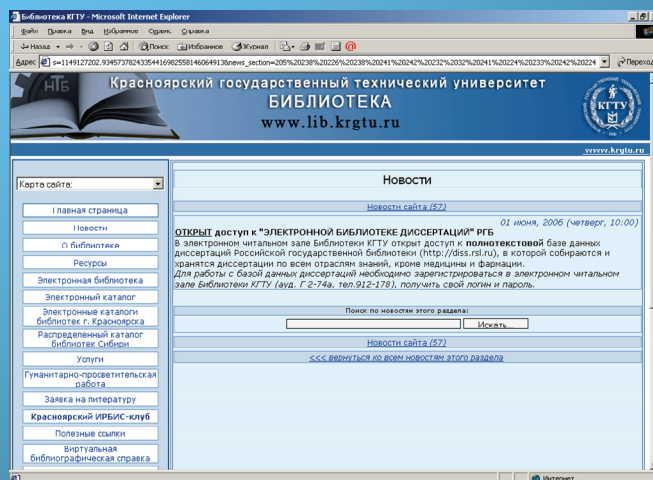 Библиотека КГТУ - Microsoft Internet Explorer
Файл Правка Вид Избранное Сервис Справка
Назад Поиск Избранное Журнал
Адрес Переход
НТБ
Красноярский государственный технический университет
БИБЛИОТЕКА
www.lib.krgtu.ru
КГТУ
www.krgtu.ru
Карта сайта:
Главная страница
Новости
О библиотеке
Ресурсы
Электронная библиотека
Электронный каталог
Электронные каталоги
библиотек г. Красноярска
Распределенный каталог
библиотек Сибири
Услуги
Гуманитарно-просветительская
работа
Заявка на литературу
Красноярский ИРБИС-клуб
Полезные ссылки
Виртуальная
библиографическая справка
Новости
Новости сайта (57)
01 июня, 2006 (четверг, 10:00)
ОТКРЫТ доступ к "ЭЛЕКТРОННОЙ БИБЛИОТЕКЕ ДИССЕРТАЦИЙ" РГБ
В электронном читальном зале Библиотеки КГТУ открыт доступ к полнотекстовой базе данных
диссертаций Российской государственной библиотеки (http://diss.rsl.ru), в которой собираются и
хранятся диссертации по всем отраслям знаний, кроме медицины и фармации.
Для работы с базой данных диссертаций необходимо зарегистрироваться в электронном читальном
зале Библиотеки КГТУ (ауд. Г 2-74а, тел.912-178), получить свой логин и пароль.
Поиск по новостям этого раздела:
Искать...
Новости сайта (57)
<<< вернуться ко всем новостям этого раздела
Интернет